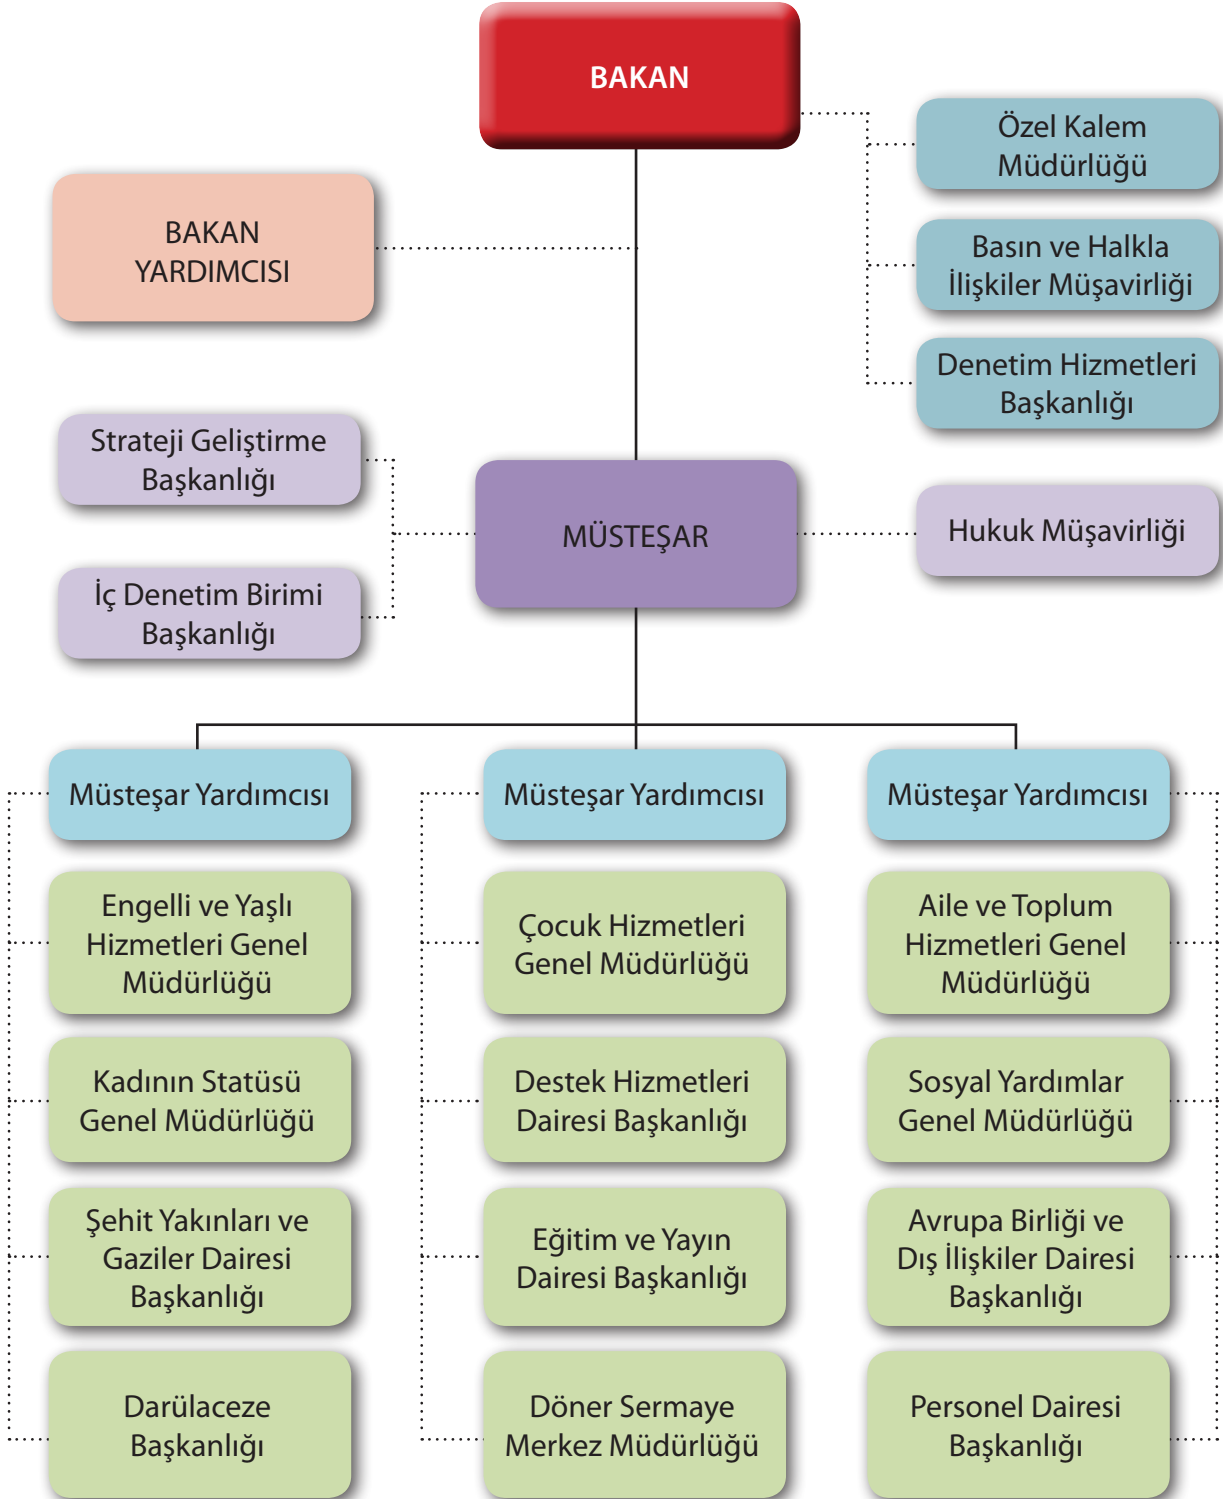 BAKAN
Özel Kalem
Müdürlüğü
BAKAN
YARDIMCISI
Basın ve Halkla
İlişkiler Müşavirliği
Denetim Hizmetleri
Başkanlığı
Strateji Geliştirme
Başkanlığı
MÜSTEŞAR
Hukuk Müşavirliği
İç Denetim Birimi
Başkanlığı
Müsteşar Yardımcısı
Engelli ve Yaşlı
Hizmetleri Genel
Müdürlüğü
Kadının Statüsü
Genel Müdürlüğü
Şehit Yakınları ve
Gaziler Dairesi
Başkanlığı
Darülaceze
Başkanlığı
Müsteşar Yardımcısı
Çocuk Hizmetleri
Genel Müdürlüğü
Destek Hizmetleri
Dairesi Başkanlığı
Eğitim ve Yayın
Dairesi Başkanlığı
Döner Sermaye
Merkez Müdürlüğü
Müsteşar Yardımcısı
Aile ve Toplum
Hizmetleri Genel
Müdürlüğü
Sosyal Yardımlar
Genel Müdürlüğü
Avrupa Birliği ve
Dış İlişkiler Dairesi
Başkanlığı
Personel Dairesi
Başkanlığı